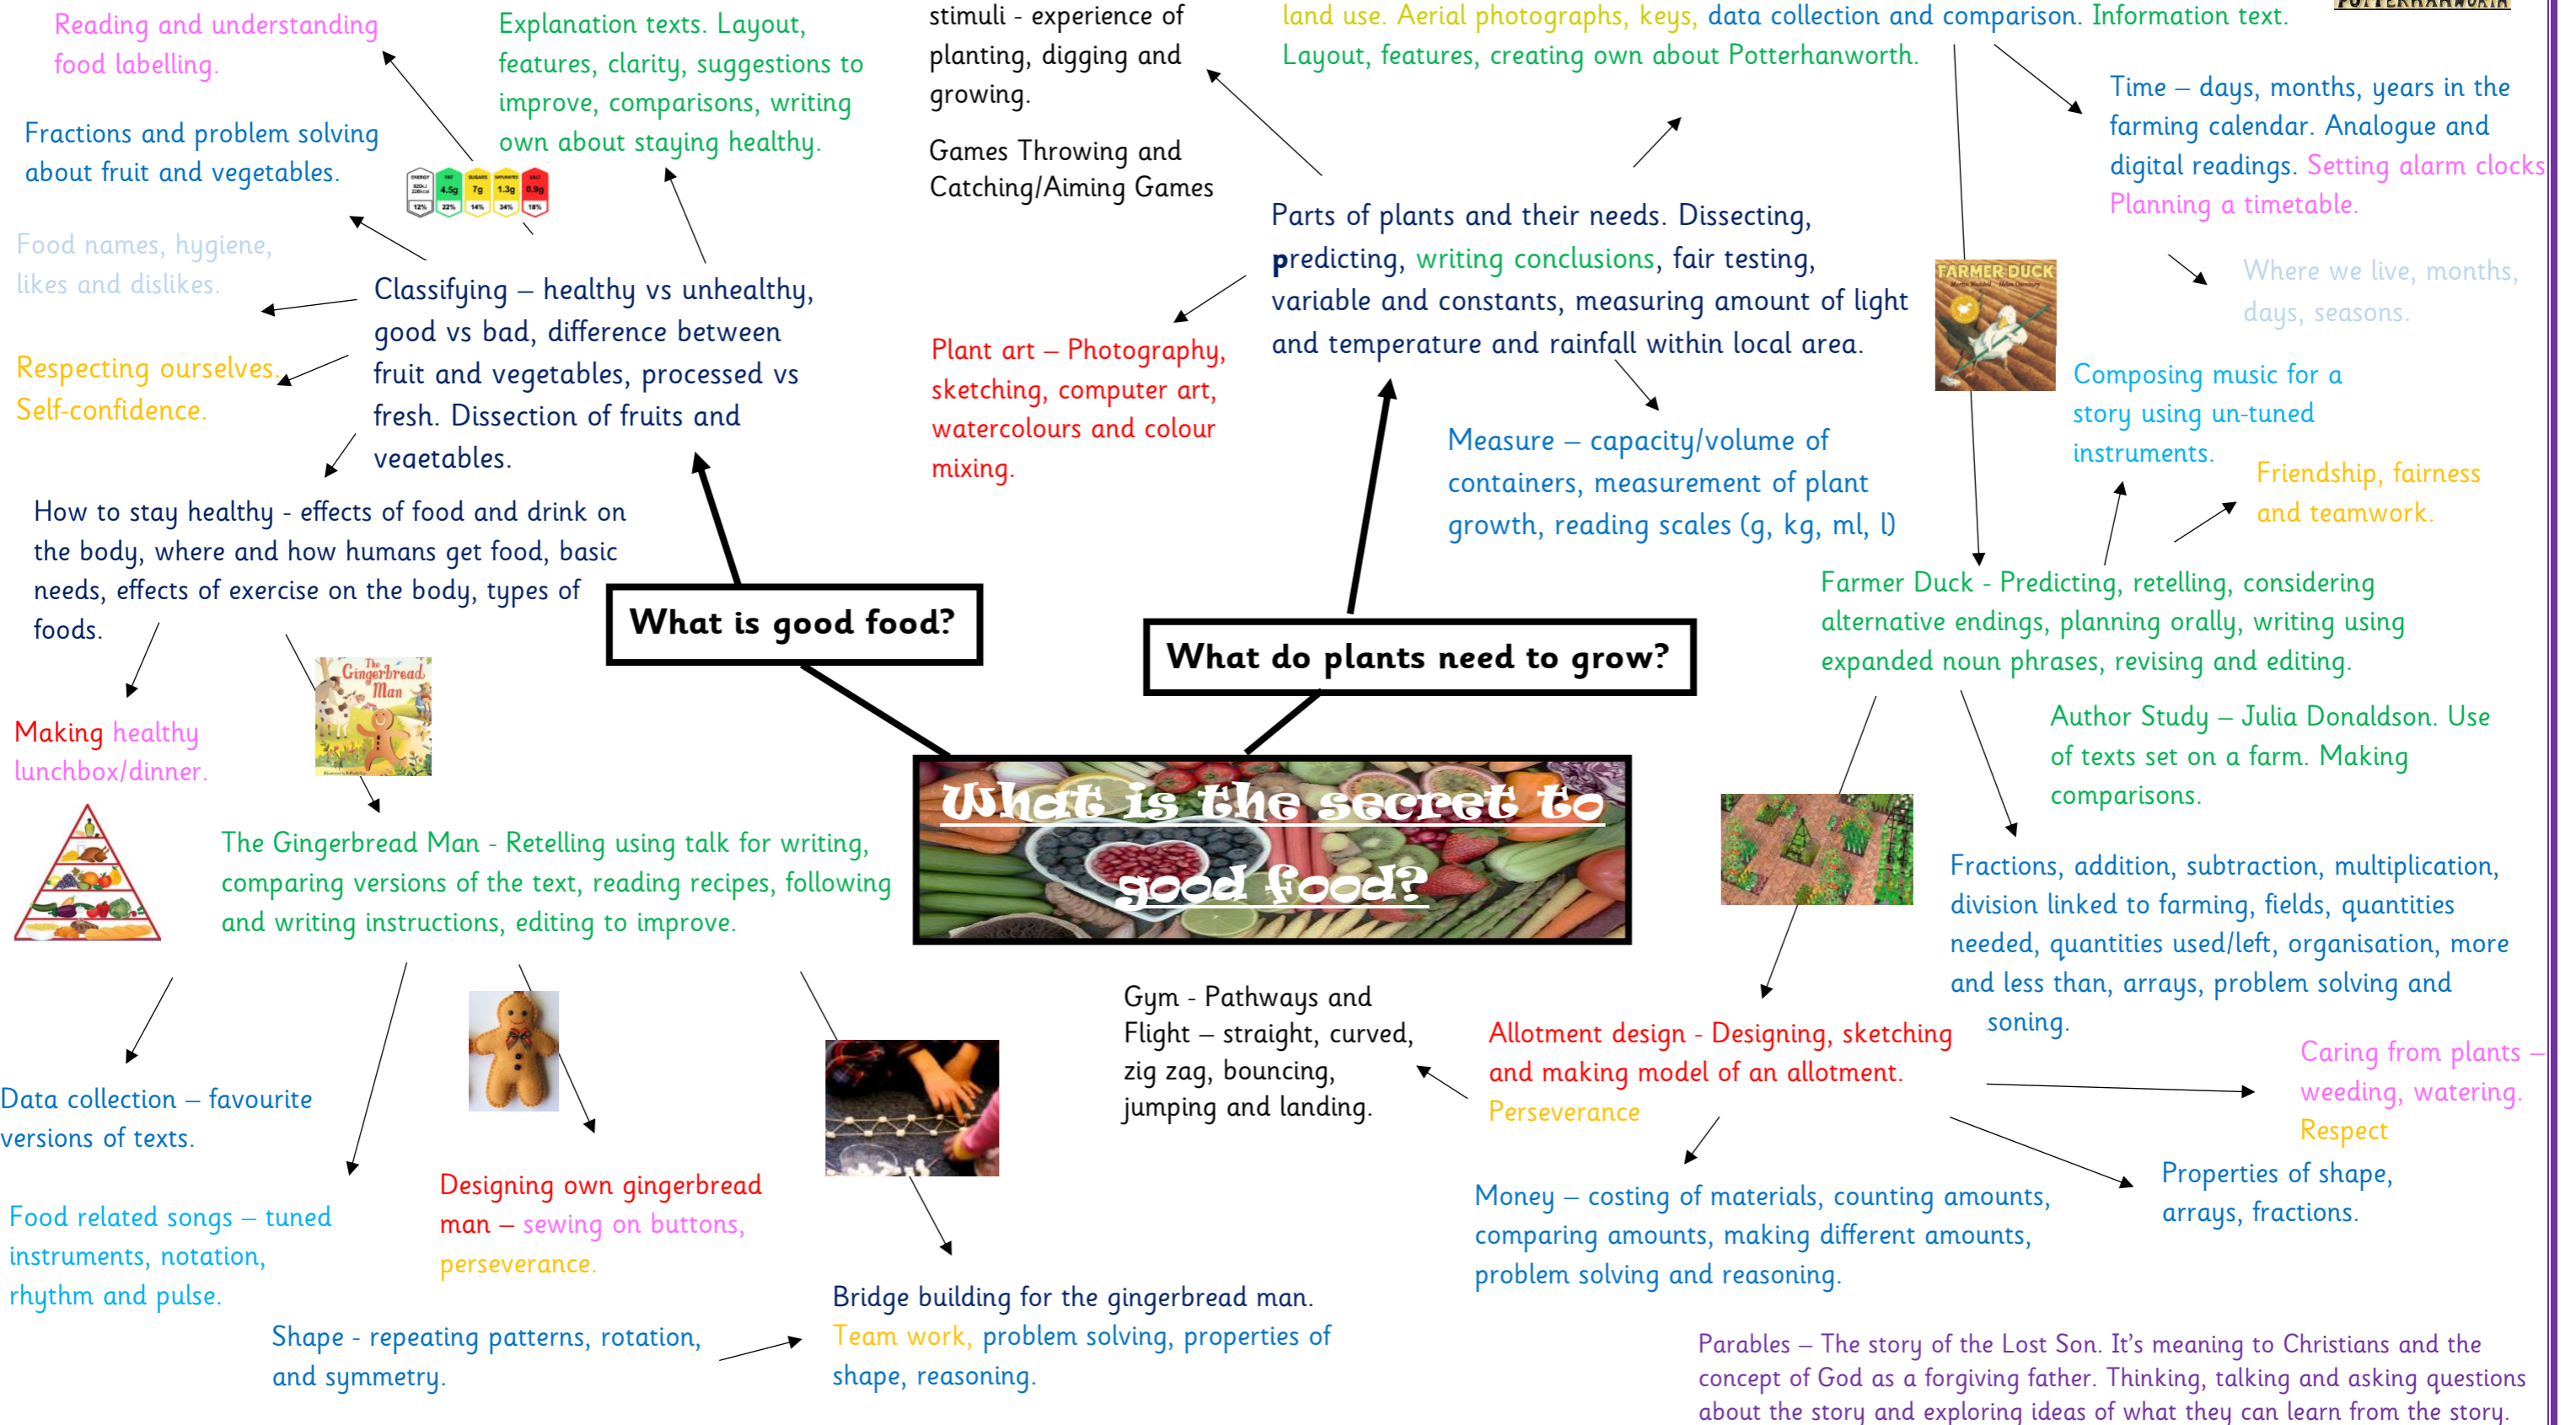 Reading and understanding
food labelling.
Explanation texts. Layout,
features, clarity, suggestions to
improve, comparisons, writing
own about staying healthy.
Fractions and problem solving
about fruit and vegetables.
ENERGY
FAT
SUGARS
SATURATES
SALT
4.5g
7g
1.3g
0.9g
12%
22%
14%
34%
18%
Food names, hygiene,
likes and dislikes.
Respecting ourselves.
Self-confidence.
Classifying – healthy vs unhealthy,
good vs bad, difference between
fruit and vegetables, processed vs
fresh. Dissection of fruits and
vegetables.
How to stay healthy - effects of food and drink on
the body, where and how humans get food, basic
needs, effects of exercise on the body, types of
foods.
stimuli - experience of
planting, digging and
growing.
Games Throwing and
Catching/Aiming Games
land use. Aerial photographs, keys, data collection and comparison. Information text.
Layout, features, creating own about Potterhanworth.
POTTERHANWORTH
Time – days, months, years in the
farming calendar. Analogue and
digital readings. Setting alarm clocks
Planning a timetable.
Parts of plants and their needs. Dissecting,
predicting, writing conclusions, fair testing,
variable and constants, measuring amount of light
and temperature and rainfall within local area.
Plant art – Photography,
sketching, computer art,
watercolours and colour
mixing.
Measure – capacity/volume of
containers, measurement of plant
growth, reading scales (g, kg, ml, l)
FARMER DUCK
Where we live, months,
days, seasons.
Composing music for a
story using un-tuned
instruments.
Friendship, fairness
and teamwork.
What is good food?
What do plants need to grow?
Farmer Duck - Predicting, retelling, considering
alternative endings, planning orally, writing using
expanded noun phrases, revising and editing.
Author Study – Julia Donaldson. Use
of texts set on a farm. Making
comparisons.
Making healthy
lunchbox/dinner.
The
Gingerbread
Man
The Gingerbread Man - Retelling using talk for writing,
comparing versions of the text, reading recipes, following
and writing instructions, editing to improve.
What is the secret to
good food?
Fractions, addition, subtraction, multiplication,
division linked to farming, fields, quantities
needed, quantities used/left, organisation, more
and less than, arrays, problem solving and
soning.
Gym - Pathways and
Flight – straight, curved,
zig zag, bouncing,
jumping and landing.
Allotment design - Designing, sketching
and making model of an allotment.
Perseverance
Caring from plants –
weeding, watering.
Respect
Properties of shape,
arrays, fractions.
Money – costing of materials, counting amounts,
comparing amounts, making different amounts,
problem solving and reasoning.
Data collection – favourite
versions of texts.
Food related songs – tuned
instruments, notation,
rhythm and pulse.
Designing own gingerbread
man – sewing on buttons,
perseverance.
Shape - repeating patterns, rotation,
and symmetry.
Bridge building for the gingerbread man.
Team work, problem solving, properties of
shape, reasoning.
Parables – The story of the Lost Son. It's meaning to Christians and the
concept of God as a forgiving father. Thinking, talking and asking questions
about the story and exploring ideas of what they can learn from the story.